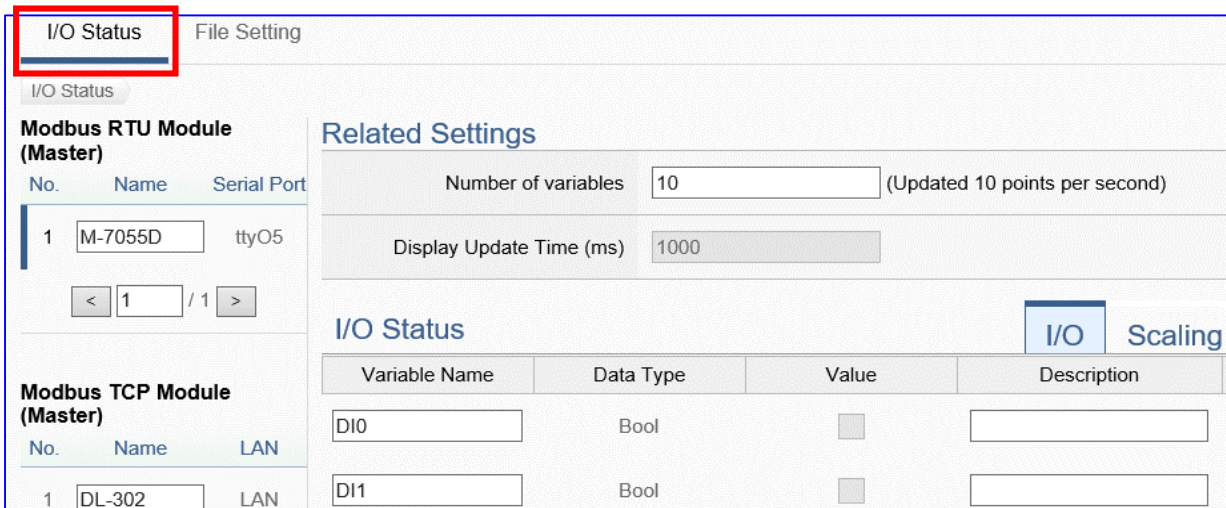 I/O Status File Setting
I/O Status
Modbus RTU Module
(Master)
No. Name Serial Port
1 M-7055D ttyO5
< 1 / 1 >
Modbus TCP Module
(Master)
No. Name LAN
1 DL-302 LAN
Related Settings
Number of variables 10 (Updated 10 points per second)
Display Update Time (ms) 1000
I/O Status I/O Scaling
Variable Name Data Type Value Description
DI0 Bool
DI1 Bool